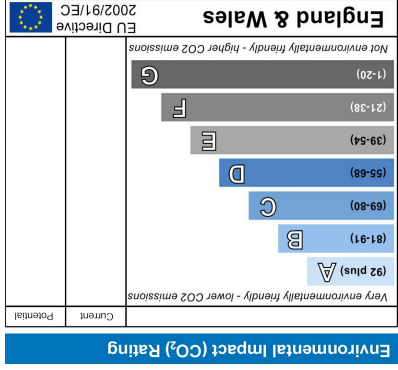 Environmental Impact (CO₂) Rating
Current Potential
Very environmentally friendly - lower CO2 emissions
(92 plus) A
(81-91) B
(69-80) C
(55-68) D
(39-54) E
(21-38) F
(1-20) G
Not environmentally friendly - higher CO2 emissions
England & Wales
EU Directive
2002/91/EC